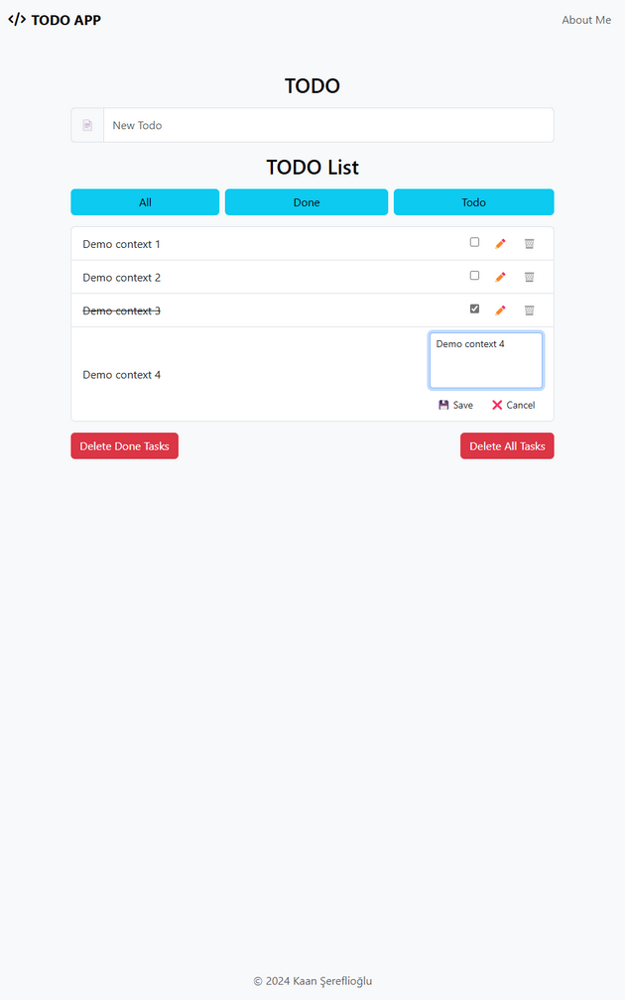 </> TODO APP
About Me
TODO
New Todo
TODO List
All Done Todo
Demo context 1
Demo context 2
Demo context 3
Demo context 4
Demo context 4
Save Cancel
Delete Done Tasks
Delete All Tasks
© 2024 Kaan Şereflioğlu